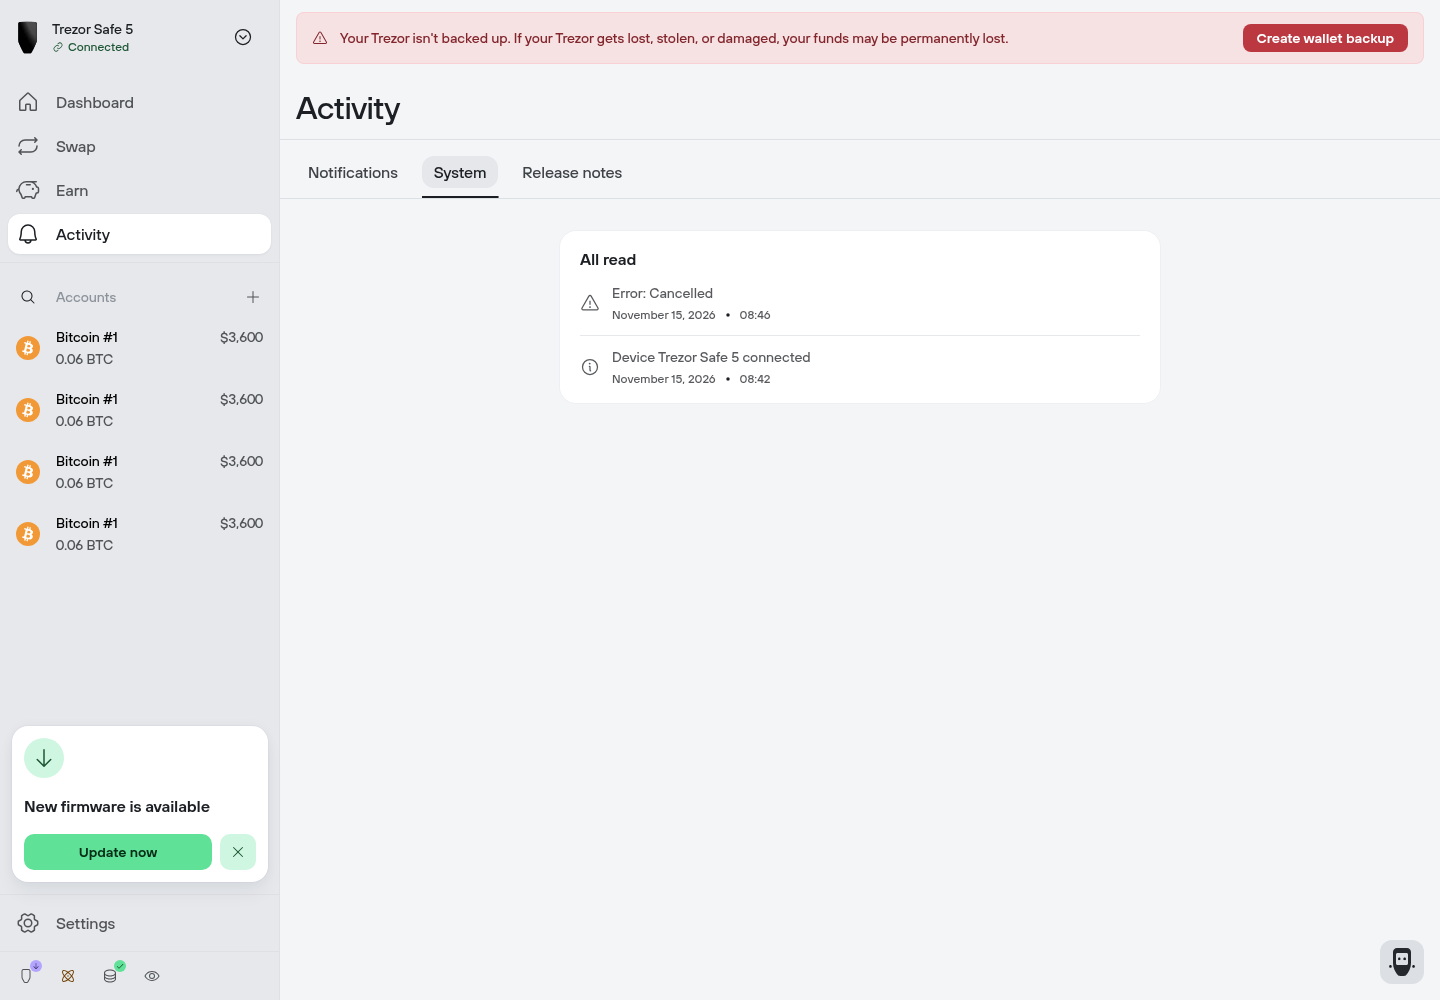 Trezor Safe 5
Connected
Dashboard
Swap
Earn
Activity
Accounts
Bitcoin #1 $3,600
0.06 BTC
Bitcoin #1 $3,600
0.06 BTC
Bitcoin #1 $3,600
0.06 BTC
Bitcoin #1 $3,600
0.06 BTC
New firmware is available
Update now
Settings
Your Trezor isn't backed up. If your Trezor gets lost, stolen, or damaged, your funds may be permanently lost.
Create wallet backup
Activity
Notifications System Release notes
All read
Error: Cancelled
November 15, 2026 • 08:46
Device Trezor Safe 5 connected
November 15, 2026 • 08:42